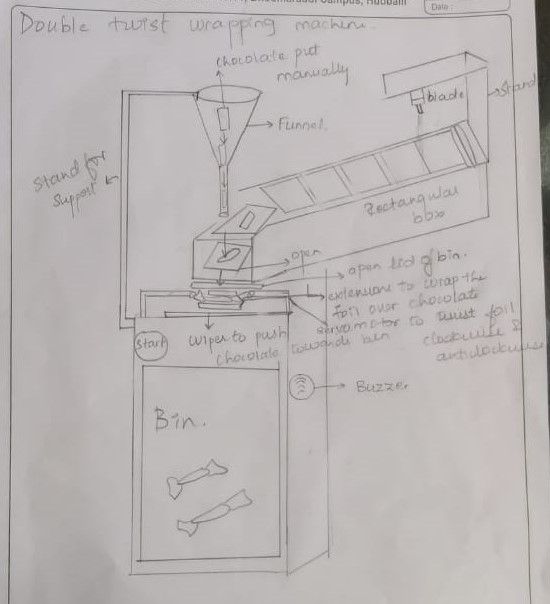 Campus, Hubballi
Date
Double twist wrapping machine.
chocolate put
manually
blade
stand
Funnel.
Stand for
Support
Rectangular
box
open
open lid of bin.
extensions to wrap the
foil over chocolate
servomotor to twist foil
clockwise &
anticlockwise
Start
Wiper to push
chocolate towards bin
Buzzer
Bin.